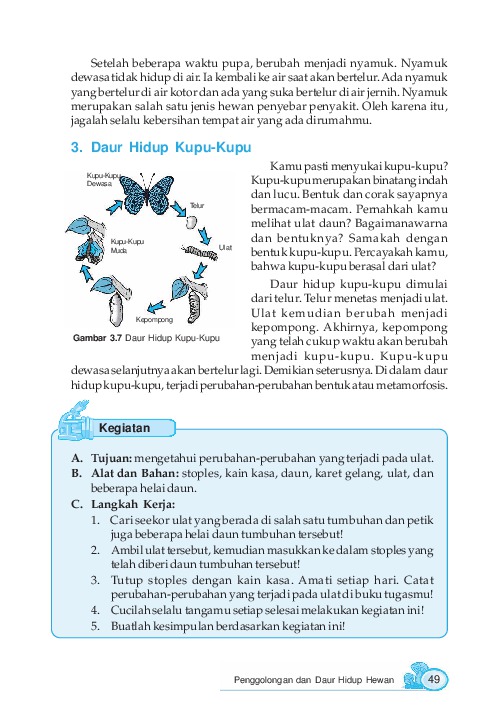 Setelah beberapa waktu pupa, berubah menjadi nyamuk. Nyamuk
dewasa tidak hidup di air. Ia kembali ke air saat akan bertelur. Ada nyamuk
yang bertelur di air kotor dan ada yang suka bertelur di air jernih. Nyamuk
merupakan salah satu jenis hewan penyebar penyakit. Oleh karena itu,
jagalah selalu kebersihan tempat air yang ada dirumahmu.
3. Daur Hidup Kupu-Kupu
Kupu-Kupu
Dewasa
Telur
Ulat
Kupu-Kupu
Muda
Kepompong
Gambar 3.7 Daur Hidup Kupu-Kupu
Kamu pasti menyukai kupu-kupu?
Kupu-kupu merupakan binatang indah
dan lucu. Bentuk dan corak sayapnya
bermacam-macam. Pernahkah kamu
melihat ulat daun? Bagaimana warna
dan bentuknya? Samakah dengan
bentuk kupu-kupu. Percayakah kamu,
bahwa kupu-kupu berasal dari ulat?
Daur hidup kupu-kupu dimulai
dari telur. Telur menetas menjadi ulat.
Ulat kemudian berubah menjadi
kepompong. Akhirnya, kepompong
yang telah cukup waktu akan berubah
menjadi kupu-kupu. Kupu-kupu
dewasa selanjutnya akan bertelur lagi. Demikian seterusnya. Di dalam daur
hidup kupu-kupu, terjadi perubahan-perubahan bentuk atau metamorfosis.
Kegiatan
A. Tujuan: mengetahui perubahan-perubahan yang terjadi pada ulat.
B. Alat dan Bahan: stoples, kain kasa, daun, karet gelang, ulat, dan
beberapa helai daun.
C. Langkah Kerja:
1. Cari seekor ulat yang berada di salah satu tumbuhan dan petik
juga beberapa helai daun tumbuhan tersebut!
2. Ambil ulat tersebut, kemudian masukkan ke dalam stoples yang
telah diberi daun tumbuhan tersebut!
3. Tutup stoples dengan kain kasa. Amati setiap hari. Catat
perubahan-perubahan yang terjadi pada ulat di buku tugasmu!
4. Cucilah selalu tangamu setiap selesai melakukan kegiatan ini!
5. Buatlah kesimpulan berdasarkan kegiatan ini!
Penggolongan dan Daur Hidup Hewan 49